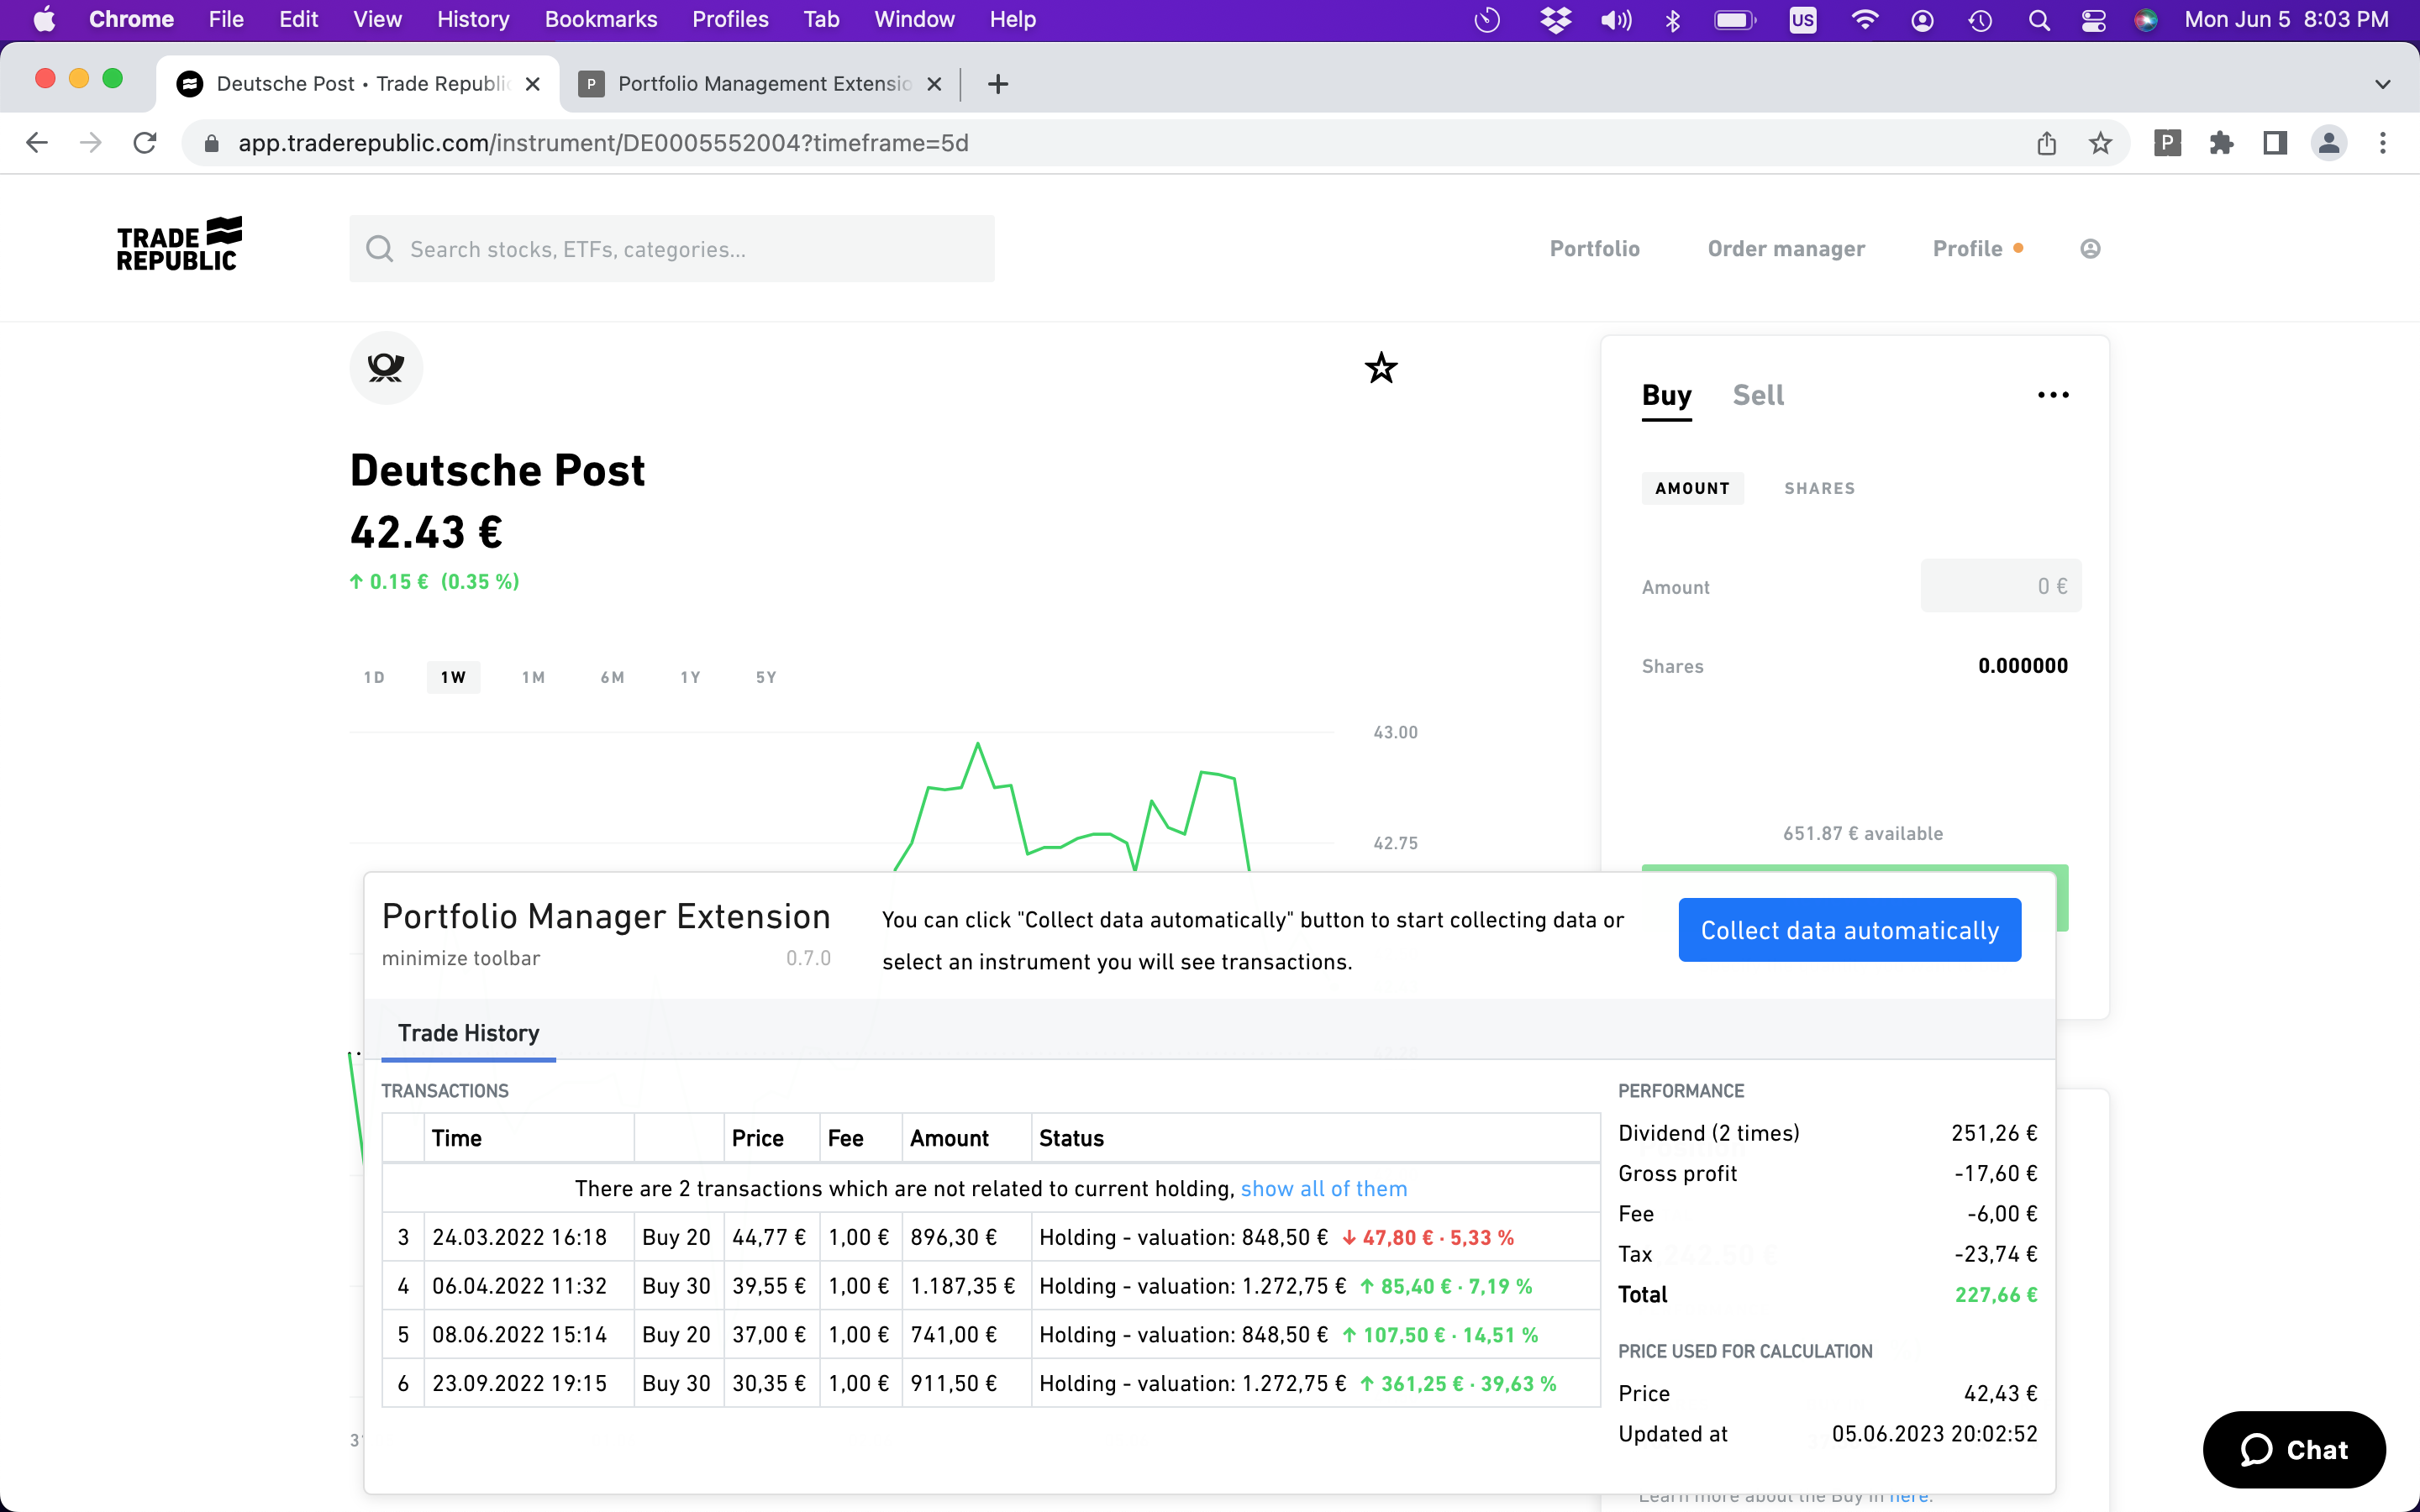 Chrome File Edit View History Bookmarks Profiles Tab Window Help US Mon Jun 5 8:03 PM
Deutsche Post • Trade Republic P Portfolio Management Extensio
app.traderepublic.com/instrument/DE0005552004?timeframe=5d P
TRADE
REPUBLIC
Search stocks, ETFs, categories...
Portfolio Order manager Profile
Deutsche Post
42.43 €
↑ 0.15 € (0.35 %)
1D 1W 1M 6M 1Y 5Y
43.00
42.75
Buy Sell
AMOUNT SHARES
Amount 0 €
Shares 0.000000
651.87 € available
Portfolio Manager Extension
minimize toolbar 0.7.0
You can click "Collect data automatically" button to start collecting data or
select an instrument you will see transactions.
Collect data automatically
Trade History
TRANSACTIONS
Time Price Fee Amount Status
There are 2 transactions which are not related to current holding, show all of them
3 24.03.2022 16:18 Buy 20 44,77 € 1,00 € 896,30 € Holding - valuation: 848,50 € ↓ 47,80 € · 5,33 %
4 06.04.2022 11:32 Buy 30 39,55 € 1,00 € 1.187,35 € Holding - valuation: 1.272,75 € ↑ 85,40 € · 7,19 %
5 08.06.2022 15:14 Buy 20 37,00 € 1,00 € 741,00 € Holding - valuation: 848,50 € ↑ 107,50 € · 14,51 %
6 23.09.2022 19:15 Buy 30 30,35 € 1,00 € 911,50 € Holding - valuation: 1.272,75 € ↑ 361,25 € · 39,63 %
PERFORMANCE
Dividend (2 times) 251,26 €
Gross profit -17,60 €
Fee -6,00 €
Tax -23,74 €
Total 227,66 €
PRICE USED FOR CALCULATION
Price 42,43 €
Updated at 05.06.2023 20:02:52
Chat
Learn more about the Buy in here.